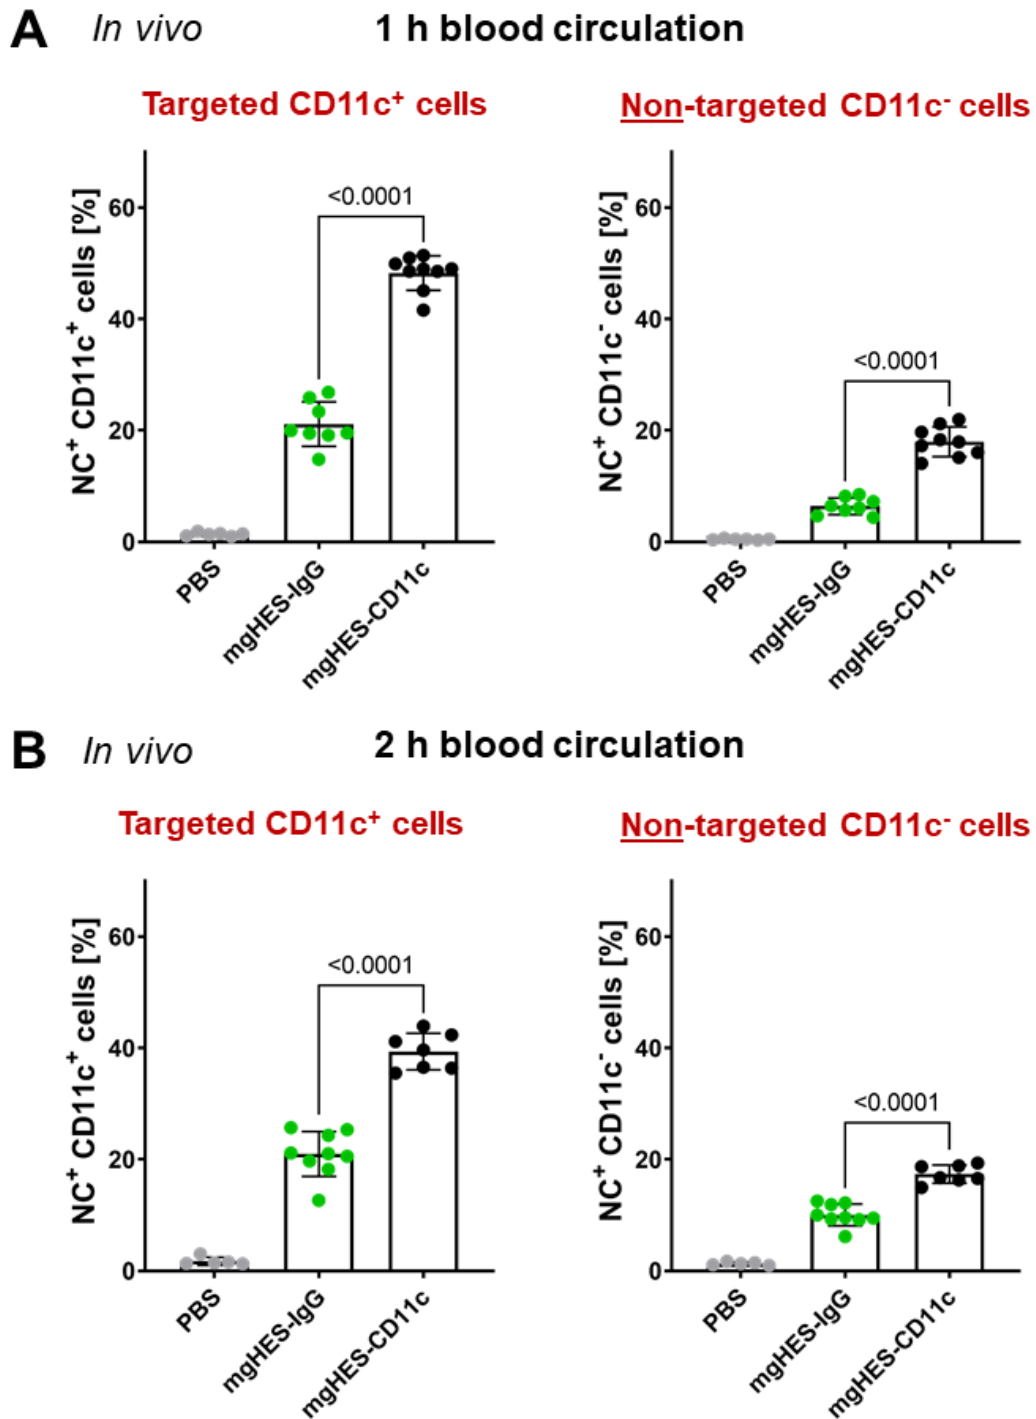 A In vivo 1 h blood circulation
Targeted CD11c⁺ cells
Non-targeted CD11c⁻ cells
NC⁺ CD11c⁺ cells [%]
60
40
20
0
<0.0001
PBS
mgHES-IgG
mgHES-CD11c
NC⁺ CD11c⁻ cells [%]
60
40
20
0
<0.0001
PBS
mgHES-IgG
mgHES-CD11c
B In vivo 2 h blood circulation
Targeted CD11c⁺ cells
Non-targeted CD11c⁻ cells
NC⁺ CD11c⁺ cells [%]
60
40
20
0
<0.0001
PBS
mgHES-IgG
mgHES-CD11c
NC⁺ CD11c⁻ cells [%]
60
40
20
0
<0.0001
PBS
mgHES-IgG
mgHES-CD11c